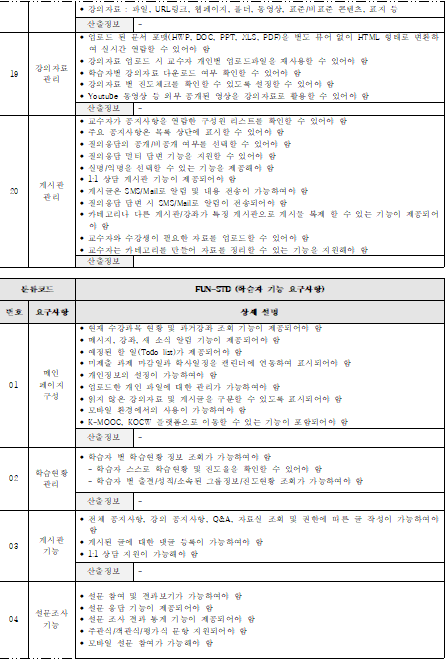 • 강의자료 : 파일, URL링크, 웹페이지, 폴더, 동영상, 표준/비표준 콘텐츠, 표지 등
산출정보 -
19 강의자료 관리
• 업로드 된 문서 포맷(HWP, DOC, PPT, XLS, PDF)을 별도 뷰어 없이 HTML 형태로 변환하
여 실시간 열람할 수 있어야 함
• 강의자료 업로드 시 교수자 개인별 업로드파일을 재사용할 수 있어야 함
• 학습자별 강의자료 다운로드 여부 확인할 수 있어야 함
• 강의자료 별 진도체크를 확인할 수 있도록 설정할 수 있어야 함
• Youtube 동영상 등 외부 공개된 영상을 강의자료로 활용할 수 있어야 함
산출정보 -
20 게시판 관리
• 교수자가 공지사항을 열람한 구성원 리스트를 확인할 수 있어야 함
• 주요 공지사항은 목록 상단에 표시할 수 있어야 함
• 질의응답의 공개/비공개 여부를 선택할 수 있어야 함
• 질의응답 멀티 답변 기능을 지원할 수 있어야 함
• 실명/익명을 선택할 수 있는 기능을 제공해야 함
• 1:1 상담 게시판 기능이 제공되어야 함
• 게시글은 SMS/Mail로 알림 및 내용 전송이 가능하여야 함
• 질의응답 답변 시 SMS/Mail로 알림이 전송되어야 함
• 카테고리나 다른 게시판/강좌가 특정 게시판으로 게시물 복제 할 수 있는 기능이 제공되어
야 함
• 교수자와 수강생이 필요한 자료를 업로드할 수 있어야 함
• 교수자는 카테고리를 만들어 자료를 정리할 수 있는 기능을 지원해야 함
산출정보 -
분류코드 FUN-STD (학습자 기능 요구사항)
번호 요구사항 상세 설명
01 메인 페이지 구성
• 현재 수강과목 현황 및 과거강좌 조회 기능이 제공되어야 함
• 메시지, 강좌, 새 소식 알림 기능이 제공되어야 함
• 예정된 할 일(Todo list)가 제공되어야 함
• 미제출 과제 마감일과 학사일정을 캘린더에 연동하여 표시되어야 함
• 개인정보의 설정이 가능하여야 함
• 업로드한 개인 파일에 대한 관리가 가능하여야 함
• 읽지 않은 강의자료 및 게시글을 구분할 수 있도록 표시되어야 함
• 모바일 환경에서의 사용이 가능하여야 함
• K-MOOC, KOCW 플랫폼으로 이동할 수 있는 기능이 포함되어야 함
산출정보 -
02 학습현황 관리
• 학습자 별 학습현황 정보 조회가 가능하여야 함
- 학습자 스스로 학습현황 및 진도율을 확인할 수 있어야 함
- 학습자 별 출결/성적/소속된 그룹정보/진도현황 조회가 가능하여야 함
산출정보 -
03 게시판 기능
• 전체 공지사항, 강의 공지사항, Q&A, 자료실 조회 및 권한에 따른 글 작성이 가능하여야
함
• 게시된 글에 대한 댓글 등록이 가능하여야 함
• 1:1 상담 지원이 가능해야 함
산출정보 -
04 설문조사 기능
• 설문 참여 및 결과보기가 가능하여야 함
• 설문 응답 기능이 제공되어야 함
• 설문 조사 결과 통계 기능이 제공되어야 함
• 주관식/객관식/평가식 문항 지원되어야 함
• 모바일 설문 참여가 가능해야 함